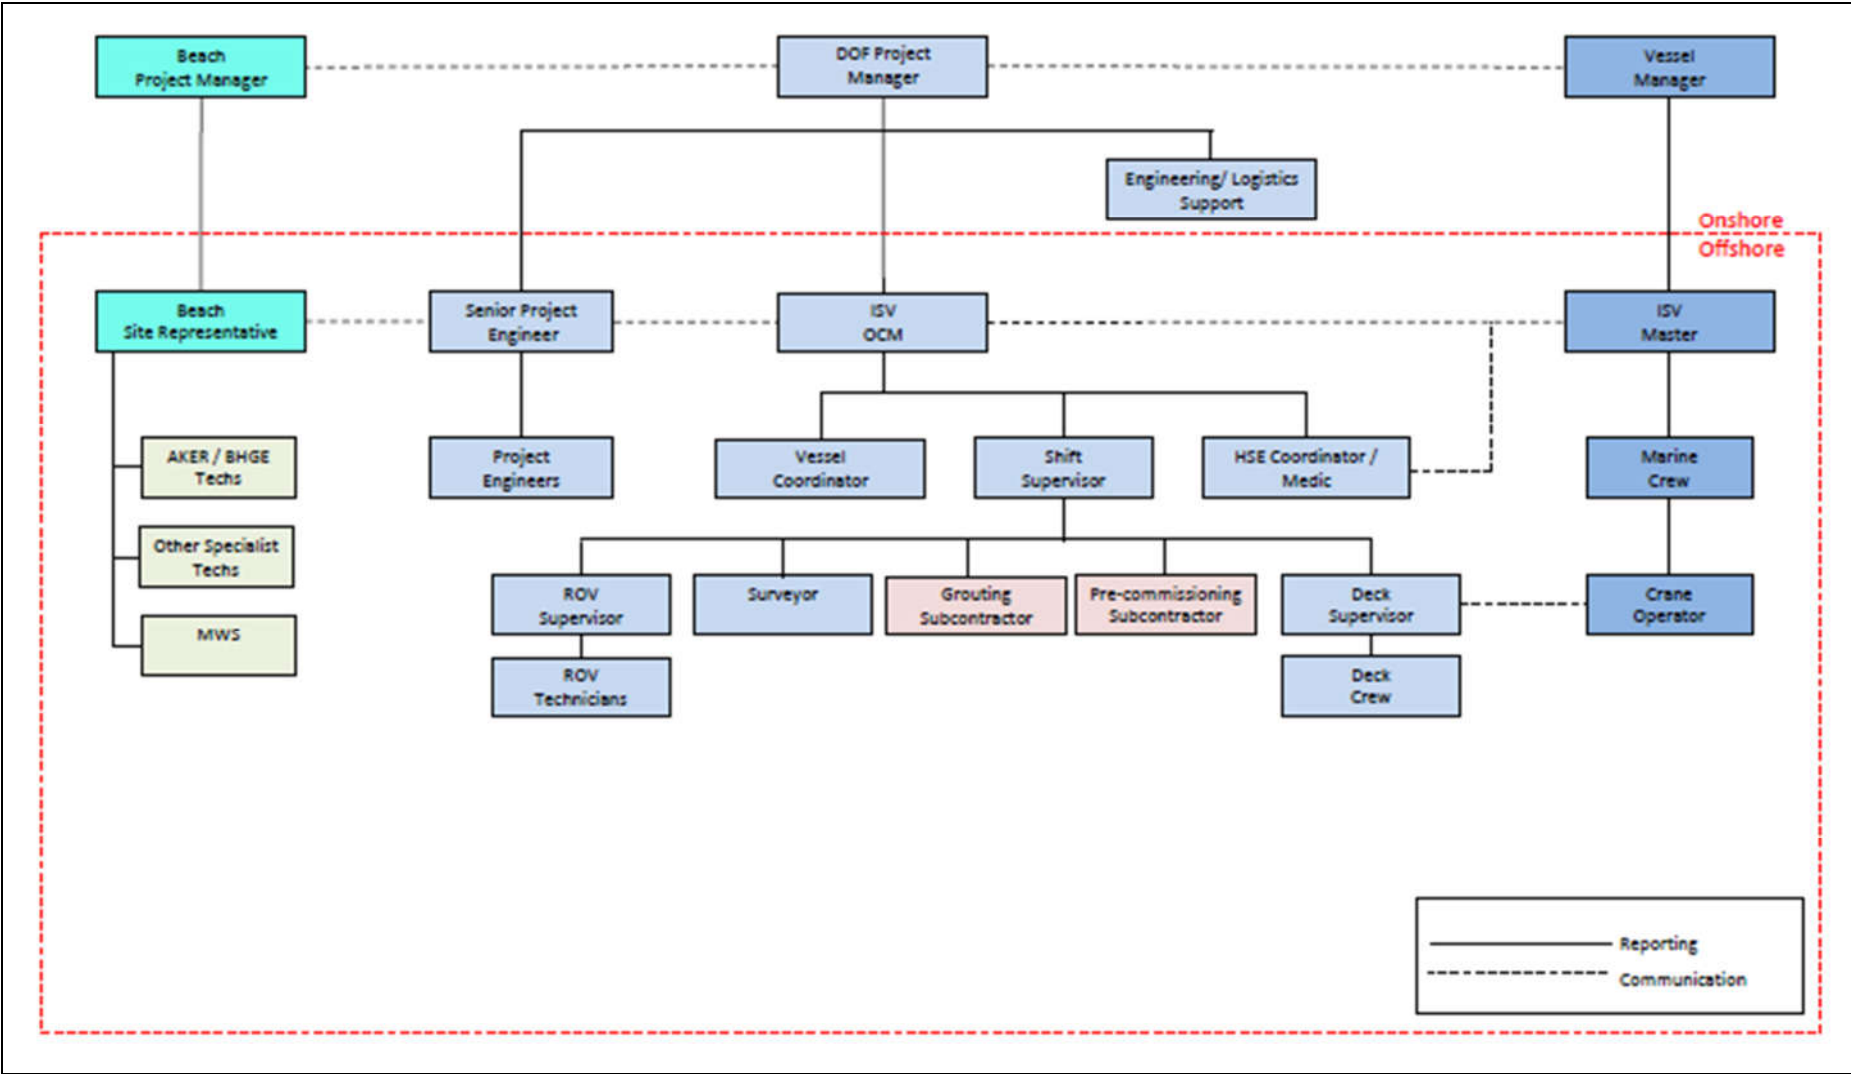 Beach
Project Manager
DOF Project
Manager
Vessel
Manager
Engineering/ Logistics
Support
Onshore
Offshore
Beach
Site Representative
Senior Project
Engineer
ISV
OCM
ISV
Master
AKER / BHGE
Techs
Project
Engineers
Vessel
Coordinator
Shift
Supervisor
HSE Coordinator /
Medic
Marine
Crew
Other Specialist
Techs
ROV
Supervisor
Surveyor
Grouting
Subcontractor
Pre-commissioning
Subcontractor
Deck
Supervisor
Crane
Operator
MWS
ROV
Technicians
Deck
Crew
Reporting
Communication